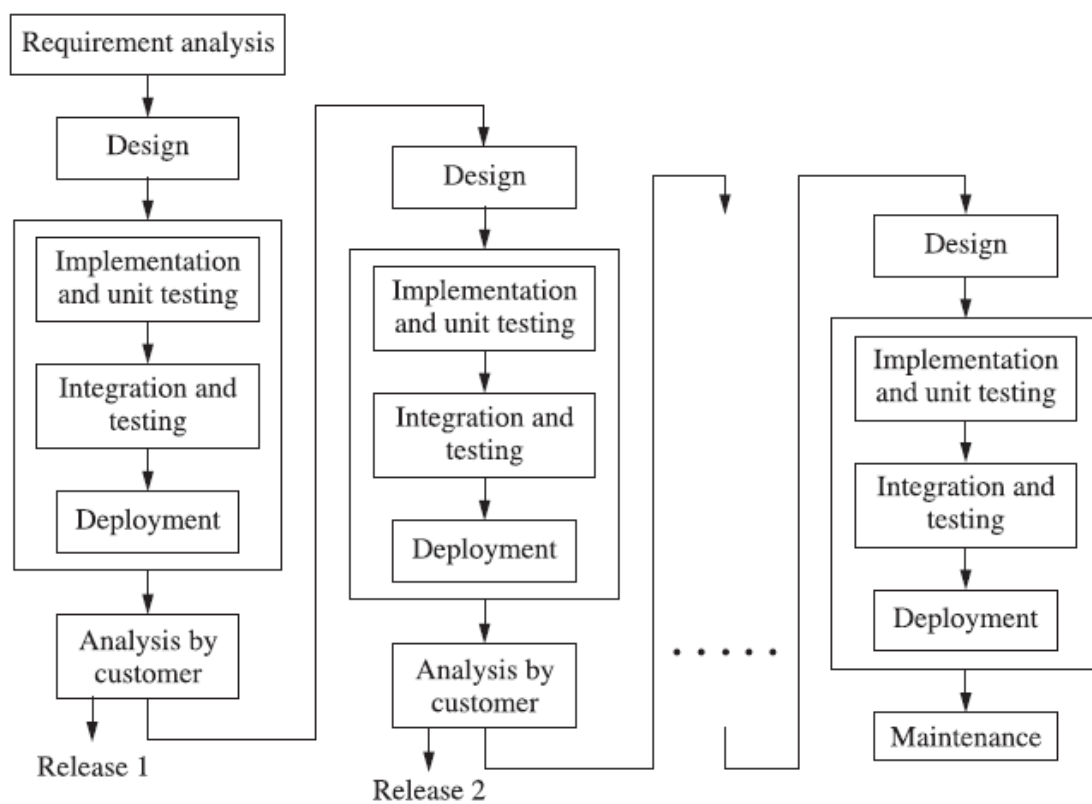 Requirement analysis
Design
Implementation
and unit testing
Integration and
testing
Deployment
Analysis by
customer
Release 1
Design
Implementation
and unit testing
Integration and
testing
Deployment
Analysis by
customer
Release 2
. . . . .
Design
Implementation
and unit testing
Integration and
testing
Deployment
Maintenance